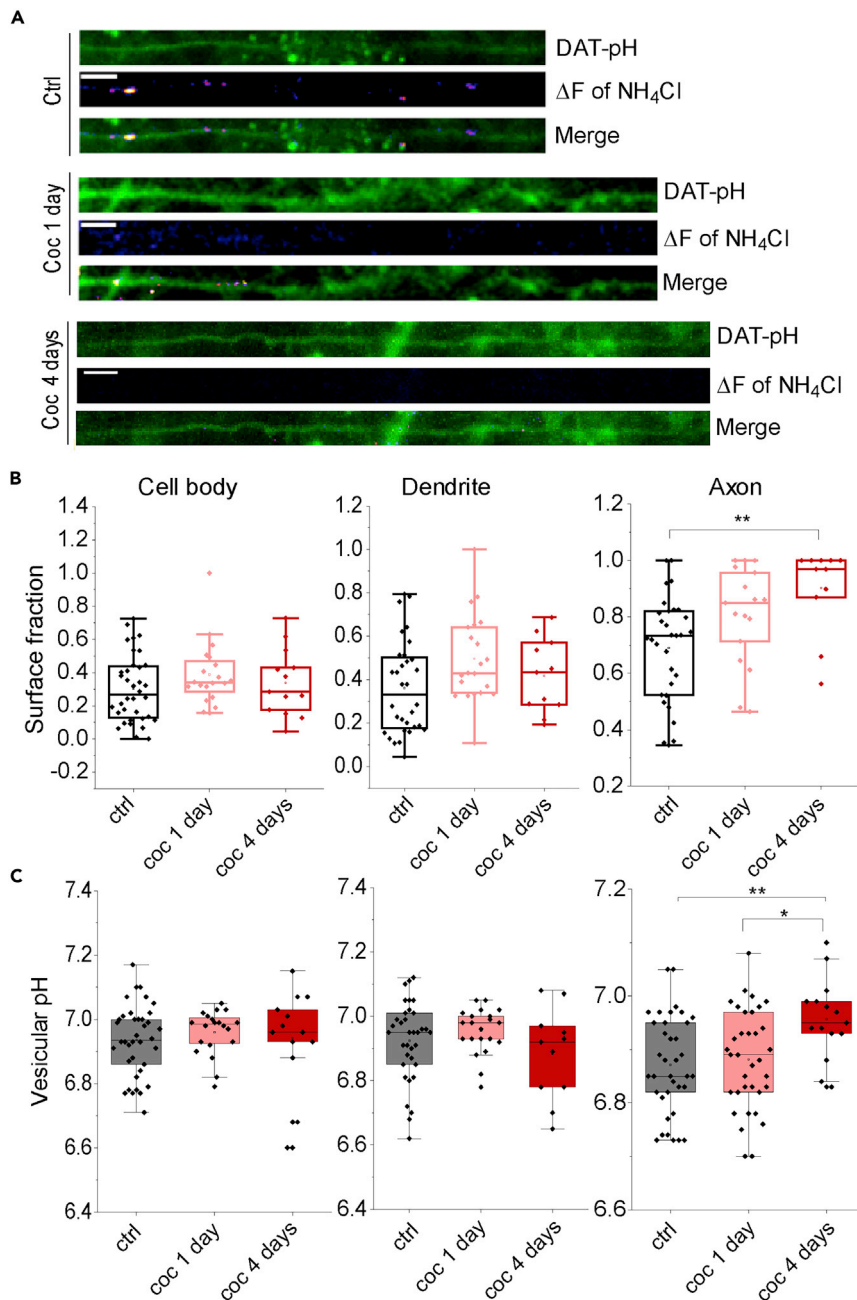 A
Ctrl
DAT-pH
ΔF of NH₄Cl
Merge
Coc 1 day
DAT-pH
ΔF of NH₄Cl
Merge
Coc 4 days
DAT-pH
ΔF of NH₄Cl
Merge
B
Cell body
Dendrite
Axon
Surface fraction
1.4
1.2
1.0
0.8
0.6
0.4
0.2
0.0
-0.2
ctrl
coc 1 day
coc 4 days
1.2
1.0
0.8
0.6
0.4
0.2
0.0
ctrl
coc 1 day
coc 4 days
1.2
1.0
0.8
0.6
0.4
0.2
**
ctrl
coc 1 day
coc 4 days
C
Vesicular pH
7.4
7.2
7.0
6.8
6.6
6.4
ctrl
coc 1 day
coc 4 days
7.4
7.2
7.0
6.8
6.6
6.4
ctrl
coc 1 day
coc 4 days
7.2
7.0
6.8
6.6
**
*
ctrl
coc 1 day
coc 4 days